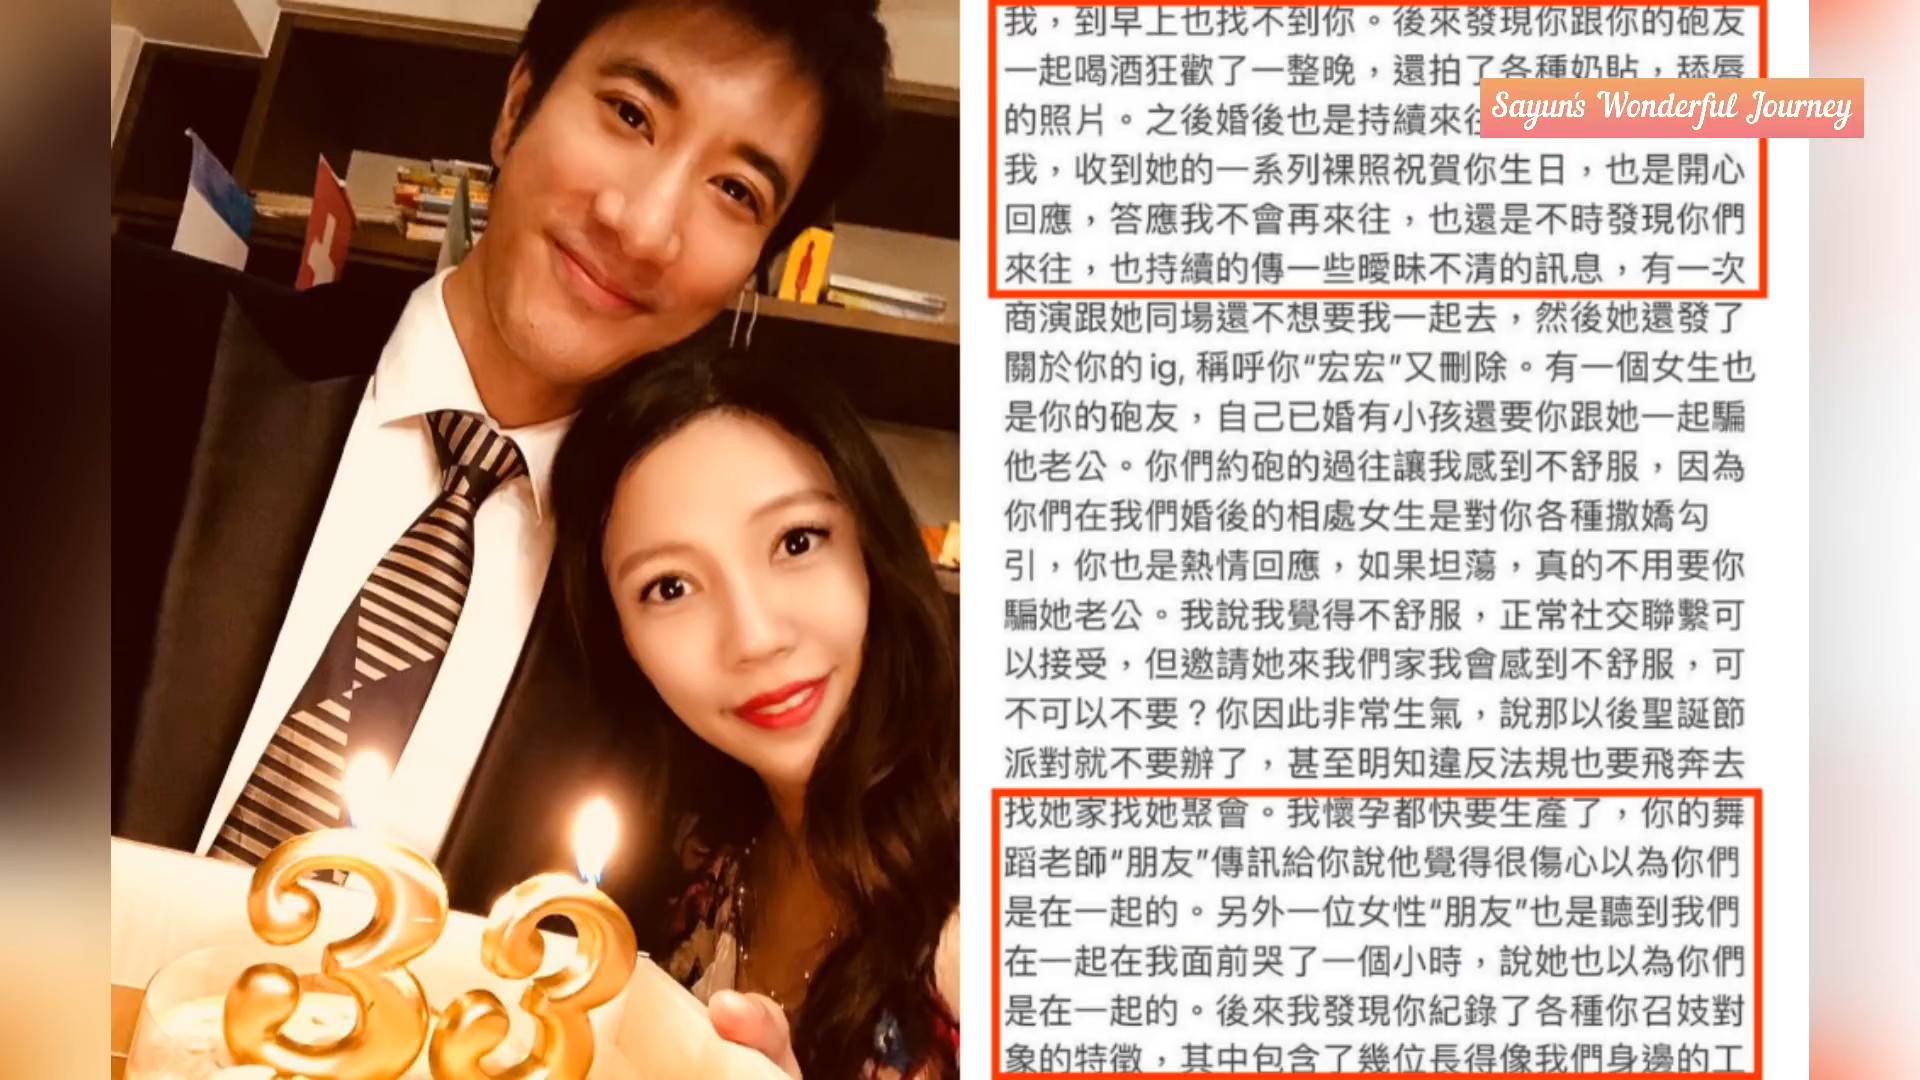 我，到早上也找不到你。後來發現你跟你的砲友
一起喝酒狂歡了一整晚，還拍了各種奶貼，舔唇
的照片。之後婚後也是持續來往
我，收到她的一系列裸照祝賀你生日，也是開心
回應，答應我不會再來往，也還是不時發現你們
來往，也持續的傳一些曖昧不清的訊息，有一次
商演跟她同場還不想要我一起去，然後她還發了
關於你的ig, 稱呼你“宏宏”又刪除。有一個女生也
是你的砲友，自己已婚有小孩還要你跟她一起騙
他老公。你們約砲的過往讓我感到不舒服，因為
你們在我們婚後的相處女生是對你各種撒嬌勾
引，你也是熱情回應，如果坦蕩，真的不用要你
騙她老公。我說我覺得不舒服，正常社交聯繫可
以接受，但邀請她來我們家我會感到不舒服，可
不可以不要？你因此非常生氣，說那以後聖誕節
派對就不要辦了，甚至明知違反法規也要飛奔去
找她家找她聚會。我懷孕都快要生產了，你的舞
蹈老師“朋友”傳訊給你說他覺得很傷心以為你們
是在一起的。另外一位女性“朋友”也是聽到我們
在一起在我面前哭了一個小時，說她也以為你們
是在一起的。後來我發現你紀錄了各種你召妓對
象的特徵，其中包含了幾位長得像我們身邊的工
Sayun's Wonderful Journey
33